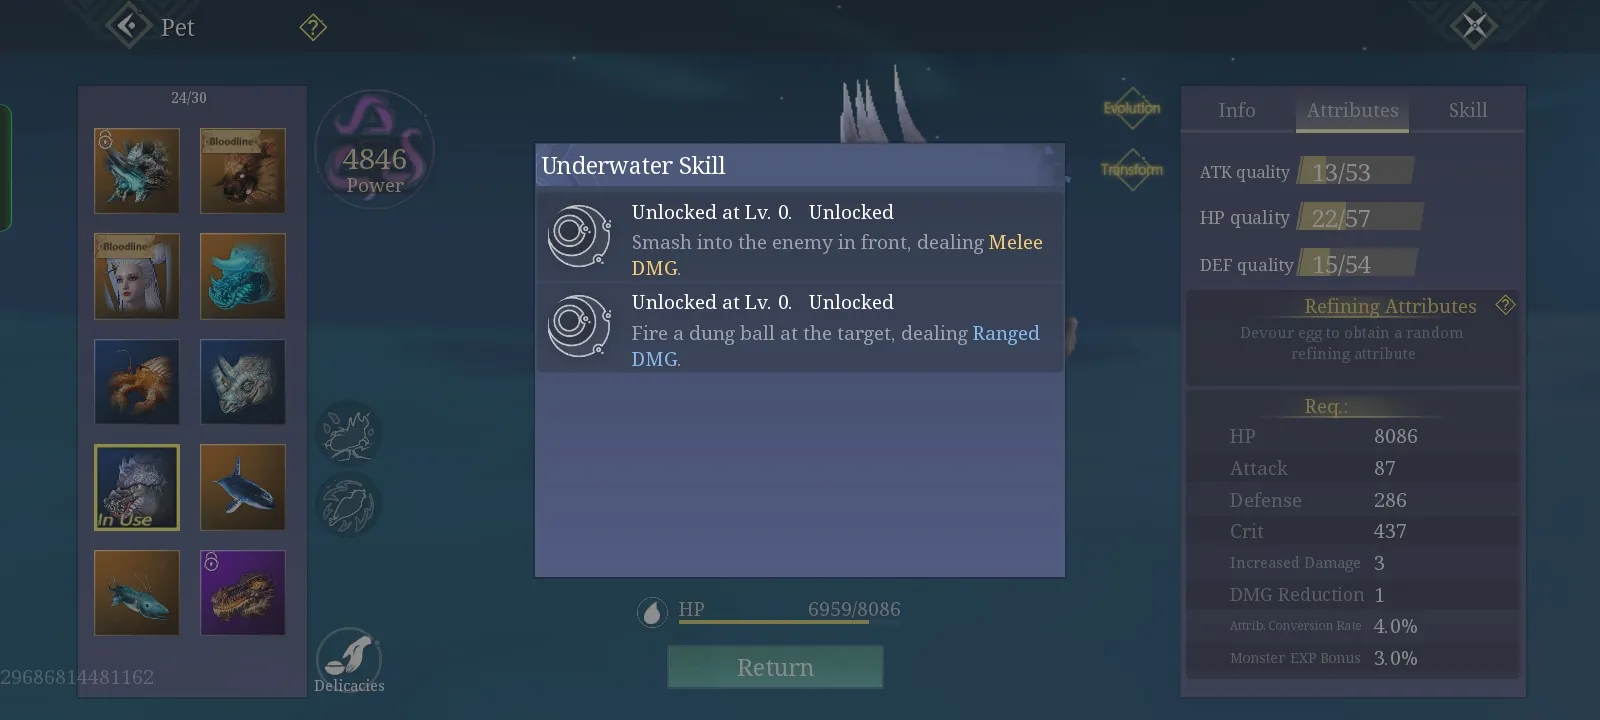 Pet
?
24/30
Bloodline
4846
Power
Bloodline
In Use
Delicacies
29686814481162
Underwater Skill
Unlocked at Lv. 0. Unlocked
Smash into the enemy in front, dealing Melee
DMG.
Unlocked at Lv. 0. Unlocked
Fire a dung ball at the target, dealing Ranged
DMG.
HP 6959/8086
Return
Evolution
Transform
Info Attributes Skill
ATK quality 13/53
HP quality 22/57
DEF quality 15/54
Refining Attributes ?
Devour egg to obtain a random
refining attribute
Req.:
HP 8086
Attack 87
Defense 286
Crit 437
Increased Damage 3
DMG Reduction 1
Attrib. Conversion Rate 4.0%
Monster EXP Bonus 3.0%